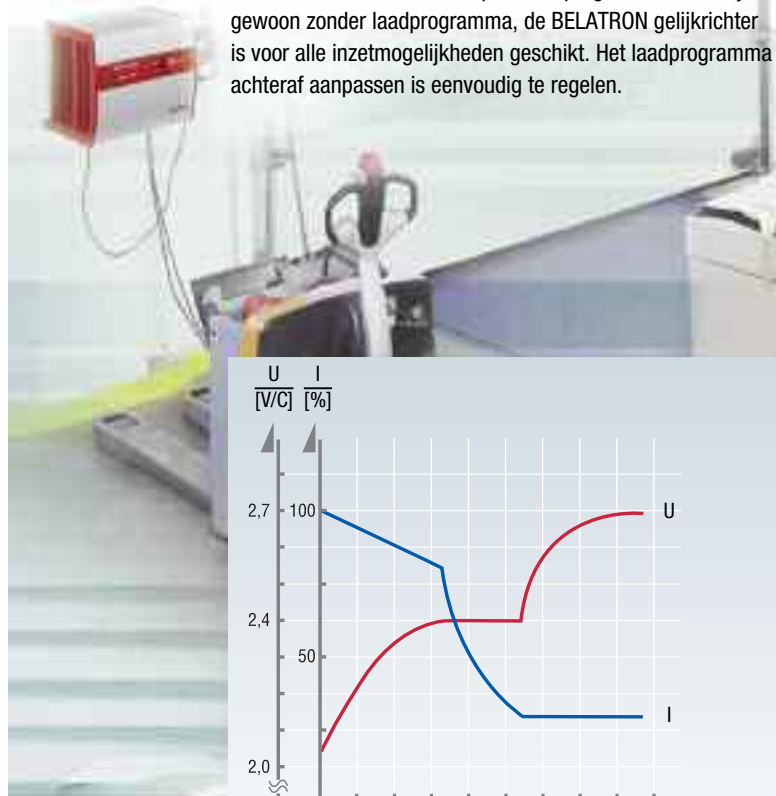 gewoon zonder laadprogramma, de BELATRON gelijkrichter
is voor alle inzetmogelijkheden geschikt. Het laadprogramma
achteraf aanpassen is eenvoudig te regelen.
U I
[V/C] [%]
2,7 100 U
2,4
50
I
2,0